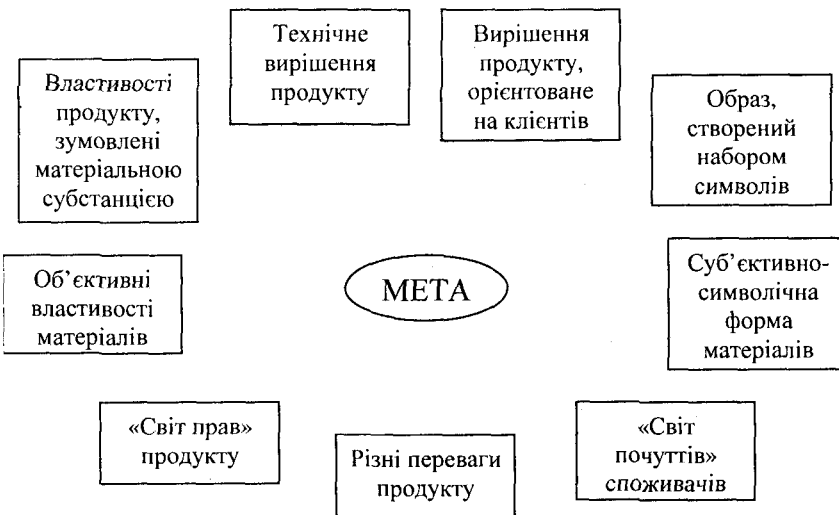 Технічне
вирішення
продукту
Вирішення
продукту,
орієнтоване
на клієнтів
Властивості
продукту,
зумовлені
матеріальною
субстанцією
Образ,
створений
набором
символів
Об’єктивні
властивості
матеріалів
МЕТА
Суб’єктивно-
символічна
форма
матеріалів
«Світ прав»
продукту
Різні переваги
продукту
«Світ
почуттів»
споживачів